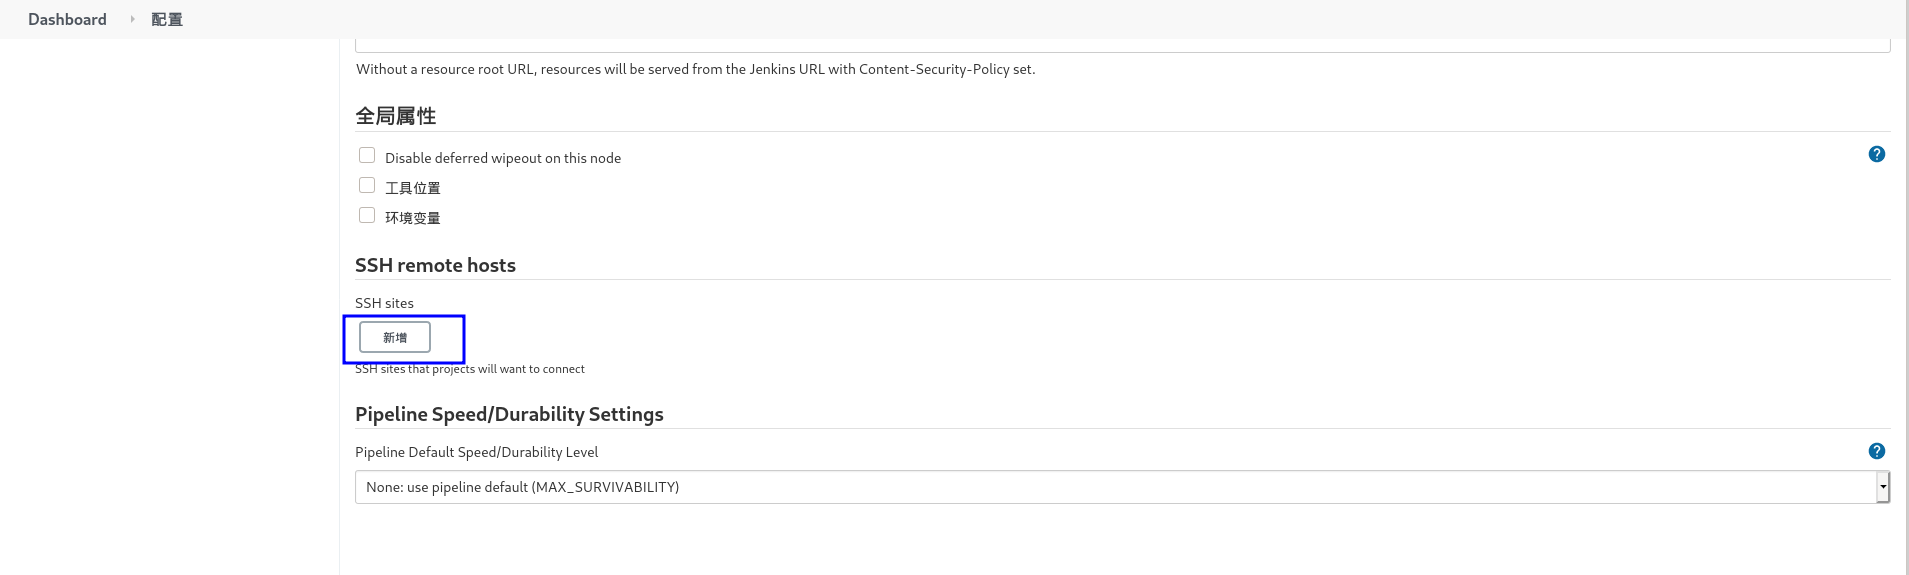 Dashboard 配置
Without a resource root URL, resources will be served from the Jenkins URL with Content-Security-Policy set.
全局属性
Disable deferred wipeout on this node
?
工具位置
环境变量
SSH remote hosts
SSH sites
新增
SSH sites that projects will want to connect
Pipeline Speed/Durability Settings
Pipeline Default Speed/Durability Level
?
None: use pipeline default (MAX_SURVIVABILITY)